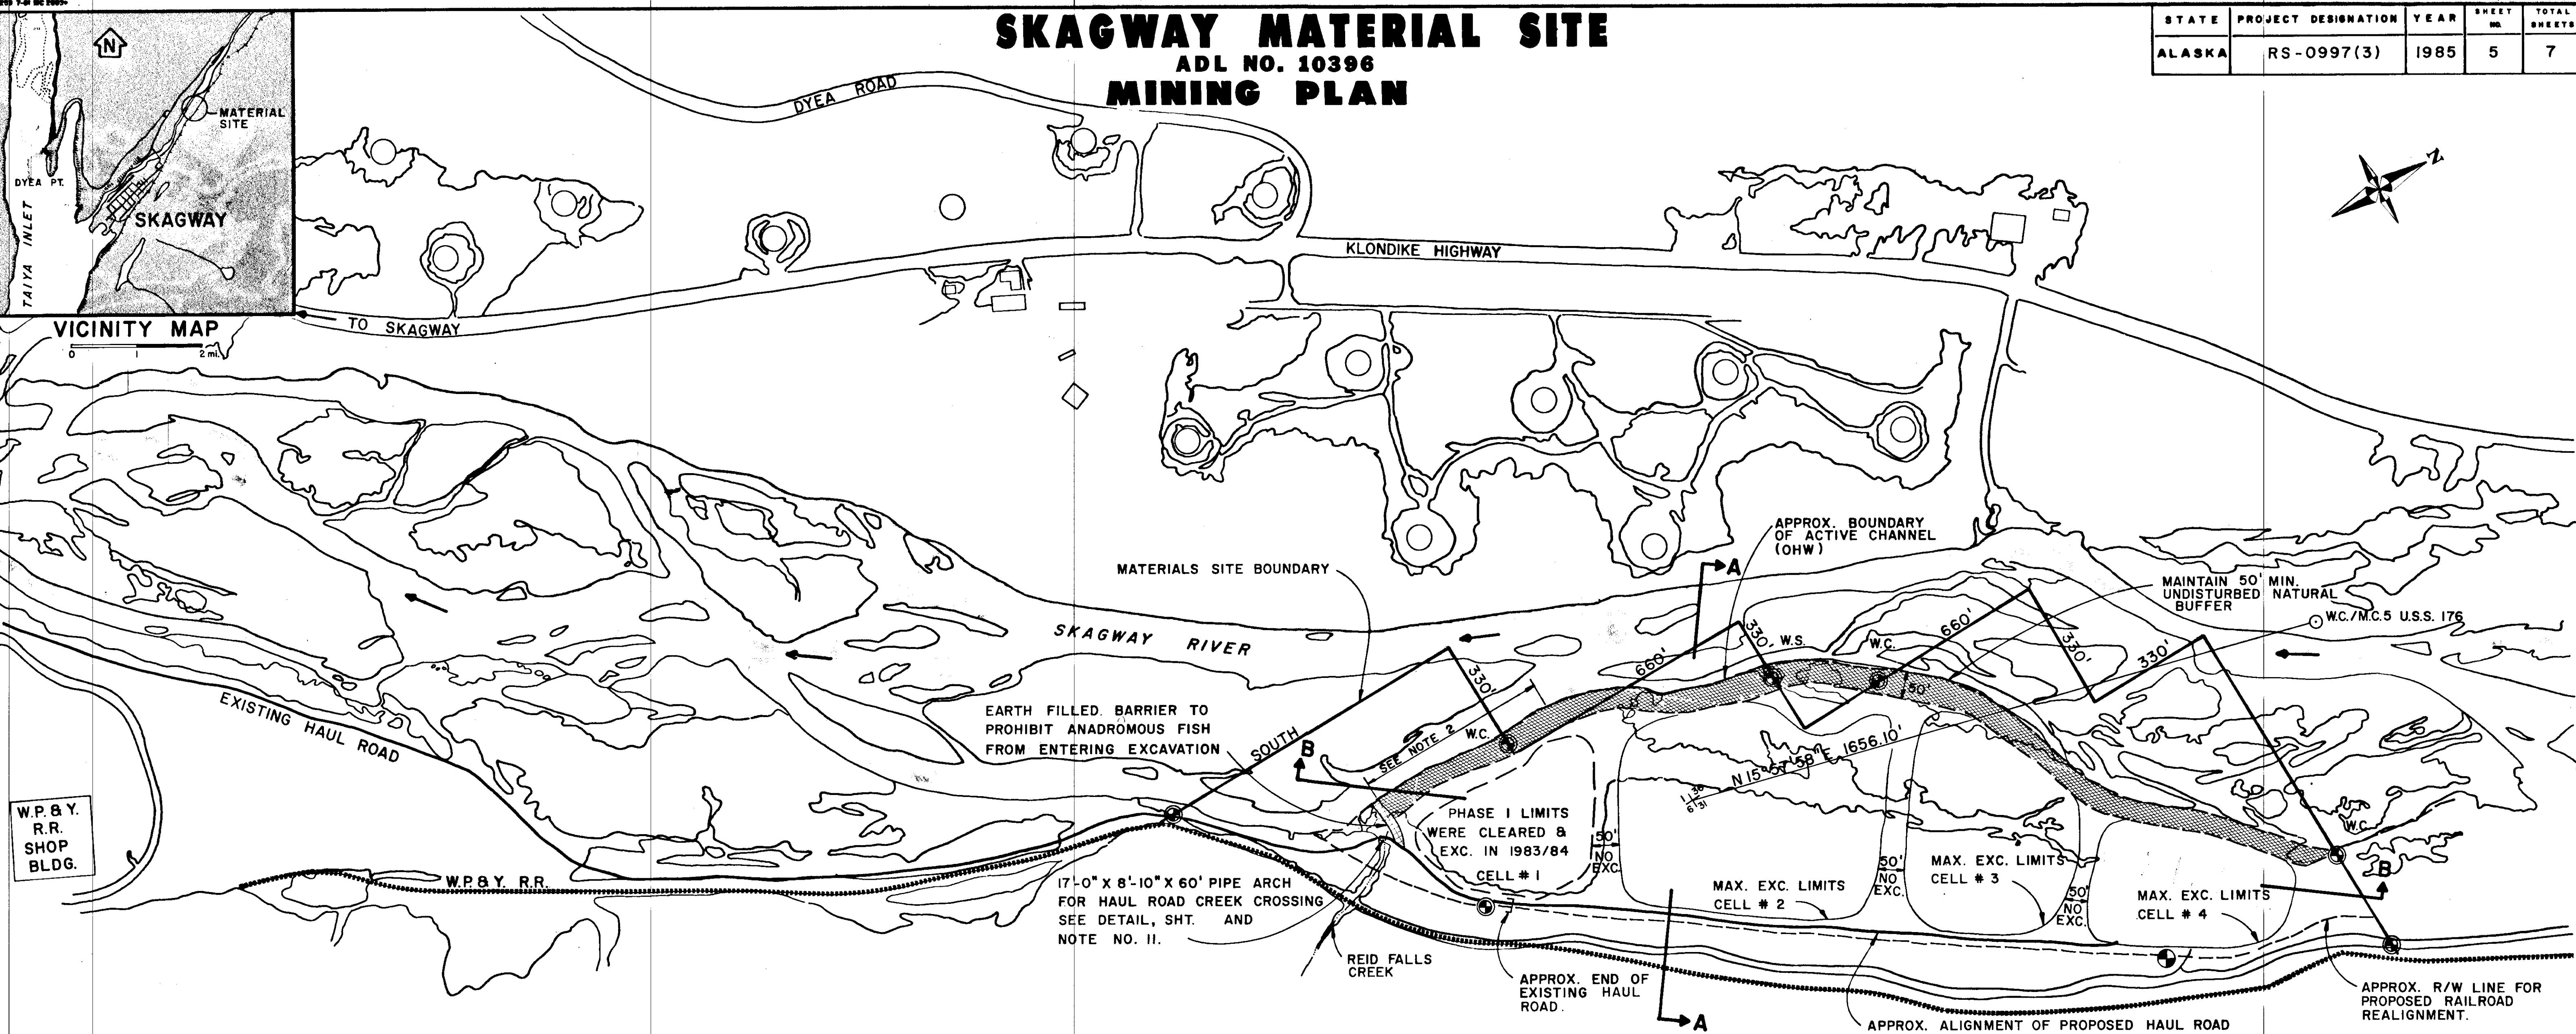 SKAGWAY MATERIAL SITE
ADL NO. 10396
MINING PLAN
STATE
PROJECT DESIGNATION
YEAR
SHEET NO.
TOTAL SHEETS
ALASKA
RS-0997(3)
1985
5
7
N
MATERIAL
SITE
DYEA PT.
SKAGWAY
TAIYA INLET
VICINITY MAP
0 1 2 mi.
DYEA ROAD
KLONDIKE HIGHWAY
TO SKAGWAY
N
MATERIALS SITE BOUNDARY
APPROX. BOUNDARY
OF ACTIVE CHANNEL
(OHW)
A
MAINTAIN 50' MIN.
UNDISTURBED NATURAL
BUFFER
W.C./M.C.5 U.S.S. 176
SKAGWAY RIVER
660'
330'
W.S.
W.C.
660'
330'
330'
330'
50'
EXISTING HAUL ROAD
EARTH FILLED BARRIER TO
PROHIBIT ANADROMOUS FISH
FROM ENTERING EXCAVATION
SOUTH
B
SEE NOTE 2
W.C.
N 15° 57' 58" E 1656.10'
1 36
6 31
W.P. & Y.
R.R.
SHOP
BLDG.
PHASE I LIMITS
WERE CLEARED &
EXC. IN 1983/84
CELL # 1
50'
NO
EXC.
MAX. EXC. LIMITS
CELL # 2
50'
NO
EXC.
MAX. EXC. LIMITS
CELL # 3
50'
NO
EXC.
MAX. EXC. LIMITS
CELL # 4
W.C.
B
W.P. & Y. R.R.
17'-0" X 8'-10" X 60' PIPE ARCH
FOR HAUL ROAD CREEK CROSSING
SEE DETAIL, SHT. AND
NOTE NO. 11.
REID FALLS
CREEK
APPROX. END OF
EXISTING HAUL
ROAD.
A
APPROX. ALIGNMENT OF PROPOSED HAUL ROAD
APPROX. R/W LINE FOR
PROPOSED RAILROAD
REALIGNMENT.